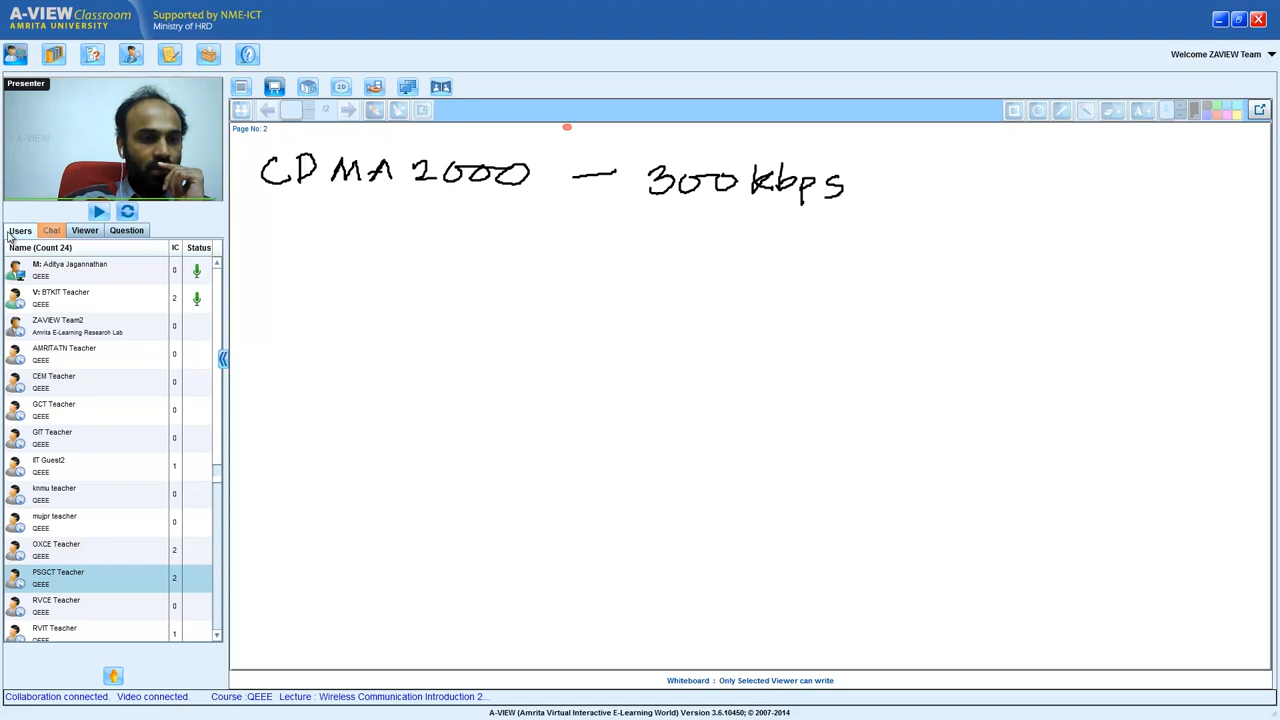 A-VIEW Classroom
AMRITA UNIVERSITY
Supported by NME-ICT
Ministry of HRD
Welcome ZAVIEW Team
Presenter
A-VIEW
2D
/2
A
2
Page No: 2
CDMA 2000 — 300 kbps
Users Chat Viewer Question
Name (Count 24) IC Status
M: Aditya Jagannathan 0
QEEE
V: BTKIT Teacher 2
QEEE
ZAVIEW Team2 0
Amrita E-Learning Research Lab
AMRITATN Teacher 0
QEEE
CEM Teacher 0
QEEE
GCT Teacher 0
QEEE
GIT Teacher 0
QEEE
IIT Guest2 1
QEEE
knmu teacher 0
QEEE
mujpr teacher 0
QEEE
OXCE Teacher 2
QEEE
PSGCT Teacher 2
QEEE
RVCE Teacher 0
QEEE
RVIT Teacher 1
QEEE
Whiteboard : Only Selected Viewer can write
Collaboration connected. Video connected. Course :QEEE Lecture : Wireless Communication Introduction 2...
A-VIEW (Amrita Virtual Interactive E-Learning World) Version 3.6.10450; © 2007-2014